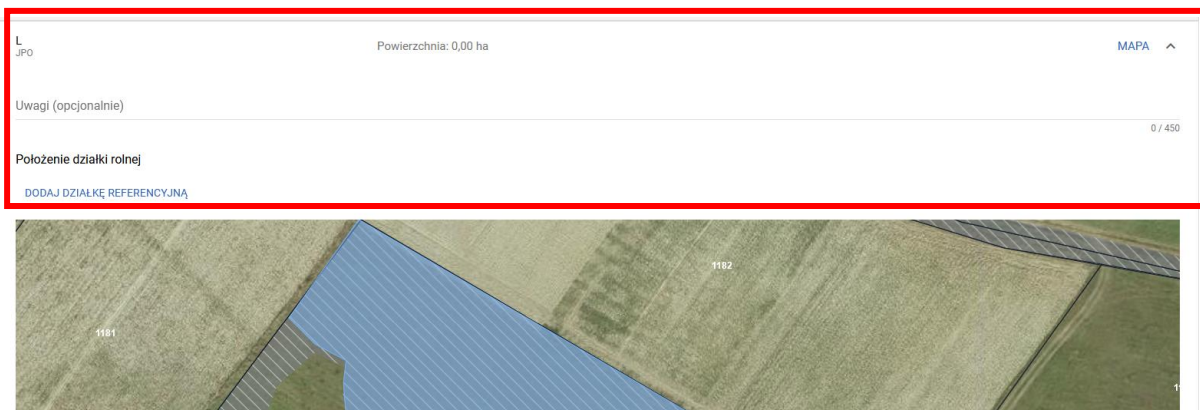 L
JPO
Powierzchnia: 0,00 ha
MAPA
Uwagi (opcjonalnie)
0 / 450
Położenie działki rolnej
DODAJ DZIAŁKĘ REFERENCYJNĄ
1182
1181